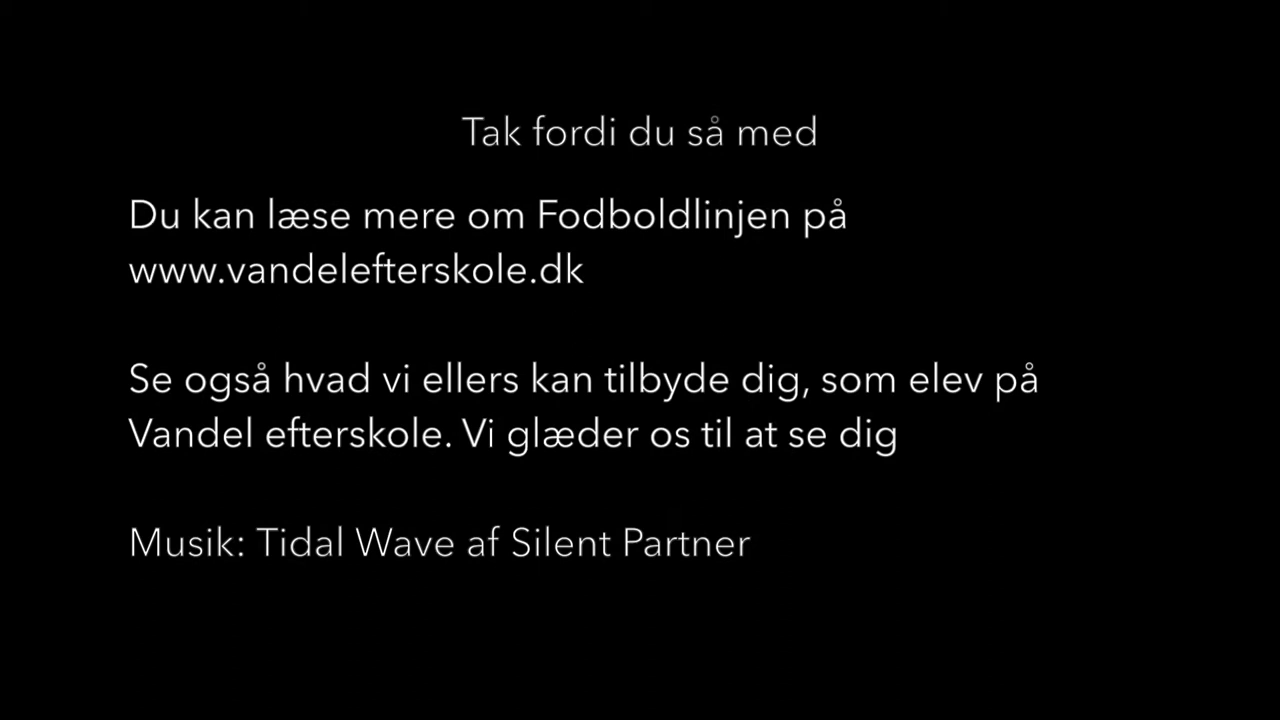 Tak fordi du så med
Du kan læse mere om Fodboldlinjen på
www.vandelefterskole.dk
Se også hvad vi ellers kan tilbyde dig, som elev på
Vandel efterskole. Vi glæder os til at se dig
Musik: Tidal Wave af Silent Partner